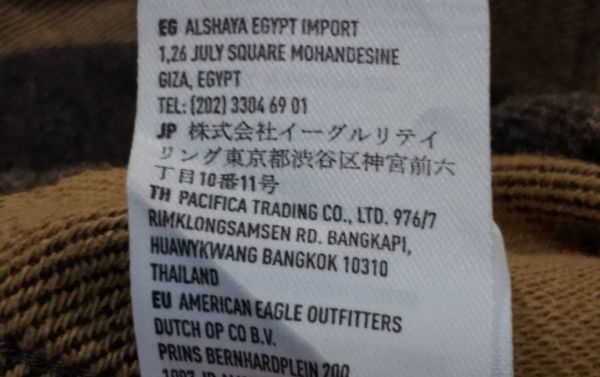 EG ALSHAYA EGYPT IMPORT
1,26 JULY SQUARE MOHANDESINE
GIZA, EGYPT
TEL: (202) 3304 69 01
JP 株式会社イーグルリテイ
リング東京都渋谷区神宮前六
丁目10番11号
TH PACIFICA TRADING CO., LTD. 976/7
RIMKLONGSAMSEN RD. BANGKAPI,
HUAWYKWANG BANGKOK 10310
THAILAND
EU AMERICAN EAGLE OUTFITTERS
DUTCH OP CO B.V.
PRINS BERNHARDPLEIN 200